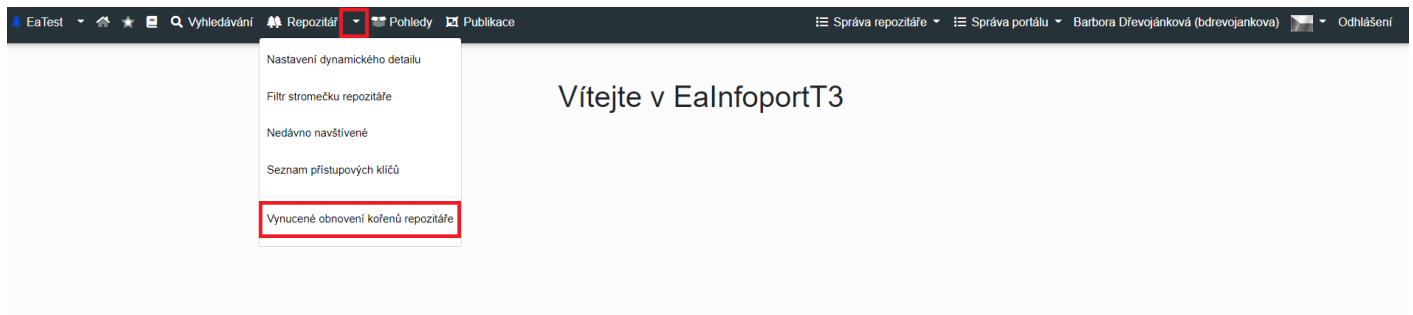 EaTest Vyhledávání Repozitář Pohledy Publikace Správa repozitáře Správa portálu Barbora Dřevojánková (bdrevojankova) Odhlášení
Nastavení dynamického detailu
Filtr stromečku repozitáře
Nedávno navštívené
Seznam přístupových klíčů
Vynucené obnovení kořenů repozitáře
Vítejte v EaInfoportT3